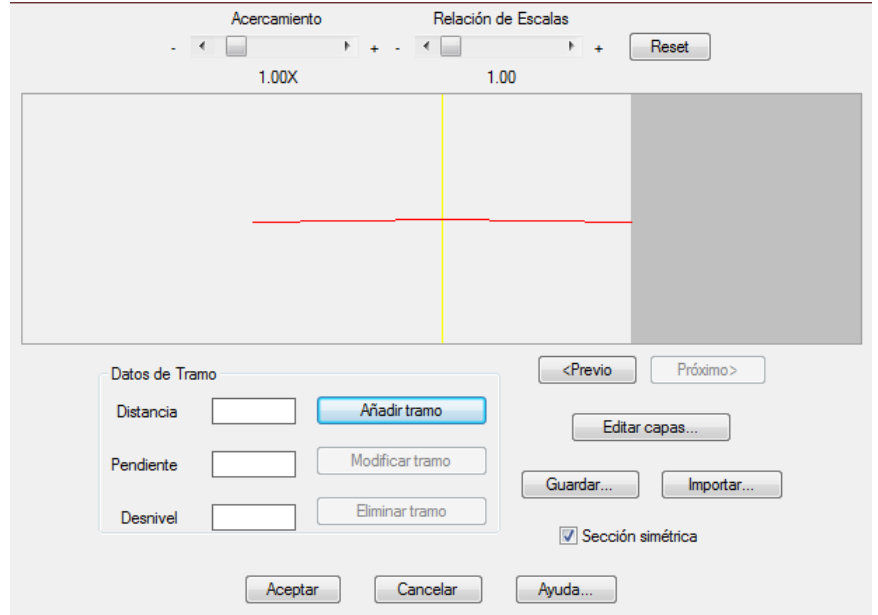 Acercamiento Relación de Escalas
- + - + Reset
1.00X 1.00
Datos de Tramo <Previo Próximo>
Distancia Añadir tramo Editar capas...
Pendiente Modificar tramo Guardar... Importar...
Desnivel Eliminar tramo Sección simétrica
Aceptar Cancelar Ayuda...